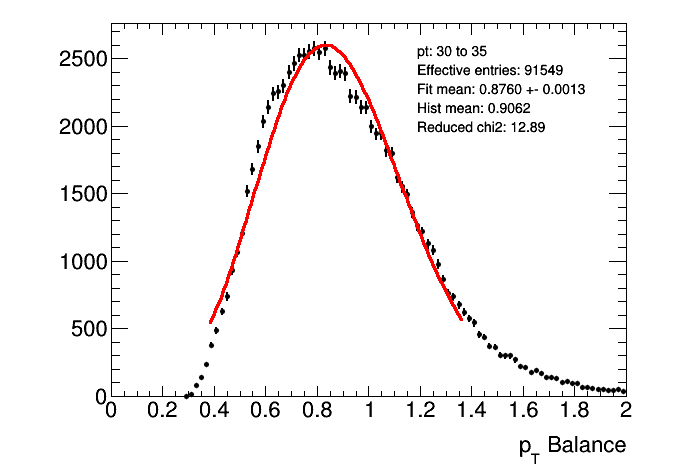 pt: 30 to 35
Effective entries: 91549
Fit mean: 0.8760 +- 0.0013
Hist mean: 0.9062
Reduced chi2: 12.89
2500
2000
1500
1000
500
0
0 0.2 0.4 0.6 0.8 1 1.2 1.4 1.6 1.8 2
p_T Balance